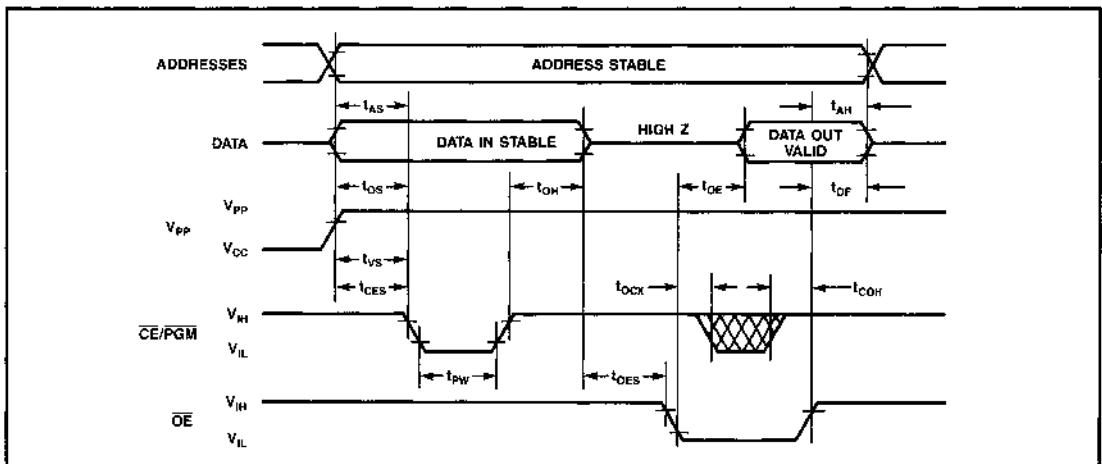 ADDRESSES
ADDRESS STABLE
tAS
tAH
DATA
DATA IN STABLE
HIGH Z
DATA OUT
VALID
tDS
tDH
tOE
tDF
VPP
VPP
VCC
tVS
tCES
tOCX
tCOH
CE/PGM
VIH
VIL
tPW
tOES
OE
VIH
VIL